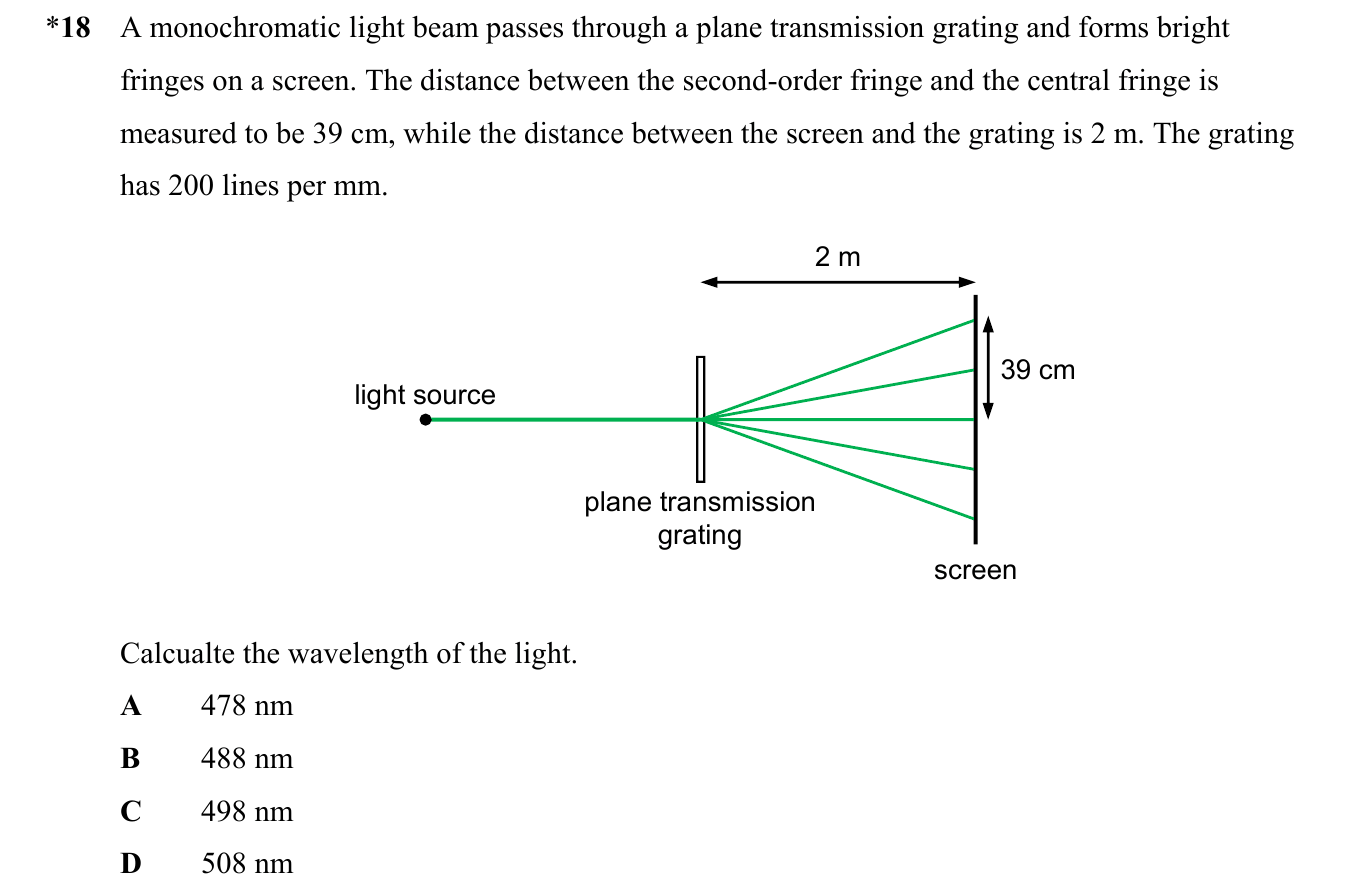 *18 A monochromatic light beam passes through a plane transmission grating and forms bright
fringes on a screen. The distance between the second-order fringe and the central fringe is
measured to be 39 cm, while the distance between the screen and the grating is 2 m. The grating
has 200 lines per mm.
2 m
39 cm
light source
plane transmission
grating
screen
Calcualte the wavelength of the light.
A 478 nm
B 488 nm
C 498 nm
D 508 nm